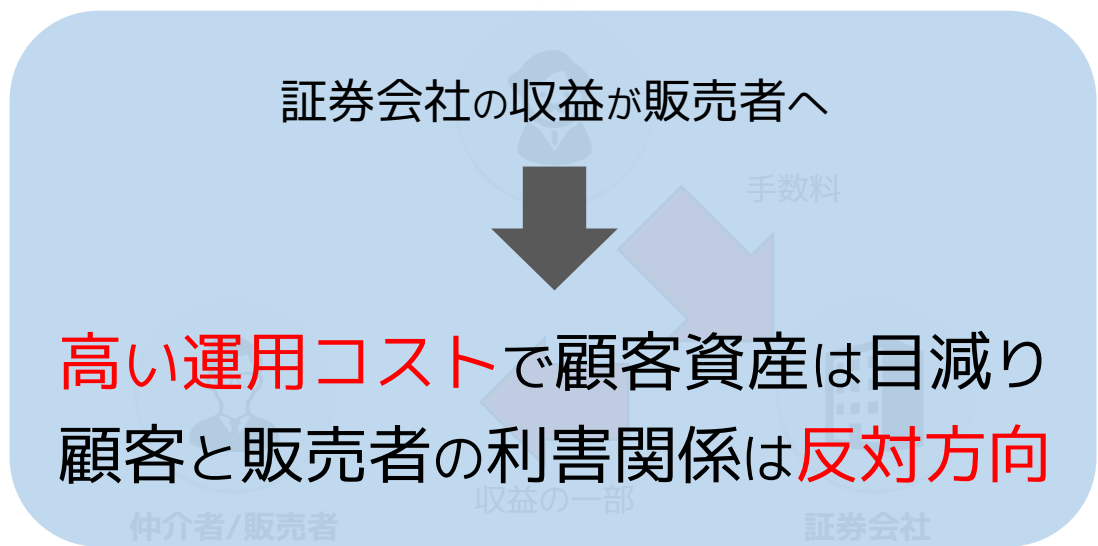 証券会社の収益が販売者へ
手数料
高い運用コストで顧客資産は目減り
顧客と販売者の利害関係は反対方向
収益の一部
仲介者/販売者
証券会社